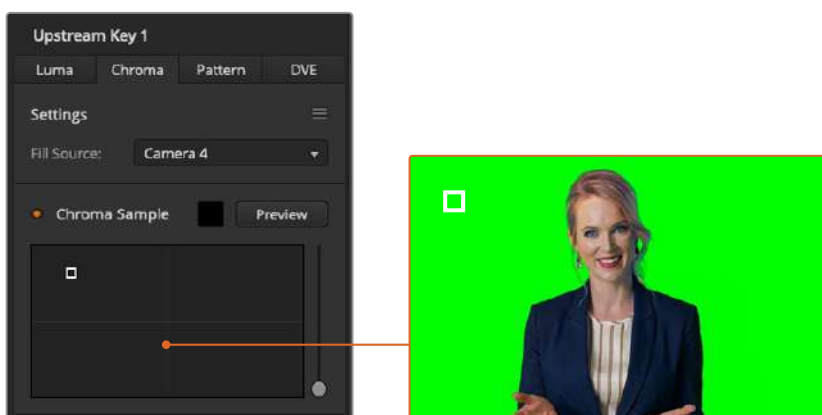 Upstream Key 1
Luma Chroma Pattern DVE
Settings
Fill Source: Camera 4
Chroma Sample Preview